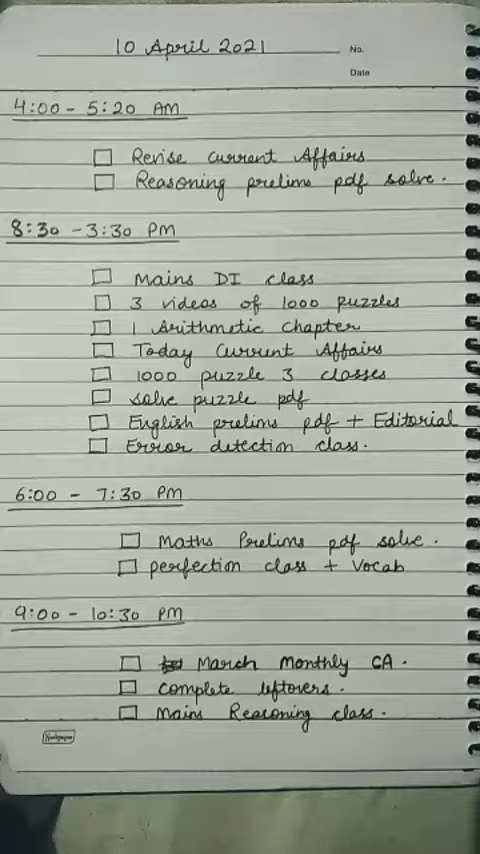 10 April 2021
No.
Date
4:00 - 5:20 AM
Revise current Affairs
Reasoning prelims pdf solve.
8:30 - 3:30 PM
Mains DI class
3 videos of 1000 puzzles
1 Arithmetic chapter
Today Current Affairs
1000 puzzle 3 classes
solve puzzle pdf
English prelims pdf + Editorial
Error detection class.
6:00 - 7:30 PM
Maths Prelims pdf solve.
perfection class + Vocab
9:00 - 10:30 PM
March Monthly CA.
complete leftovers.
Mains Reasoning class.